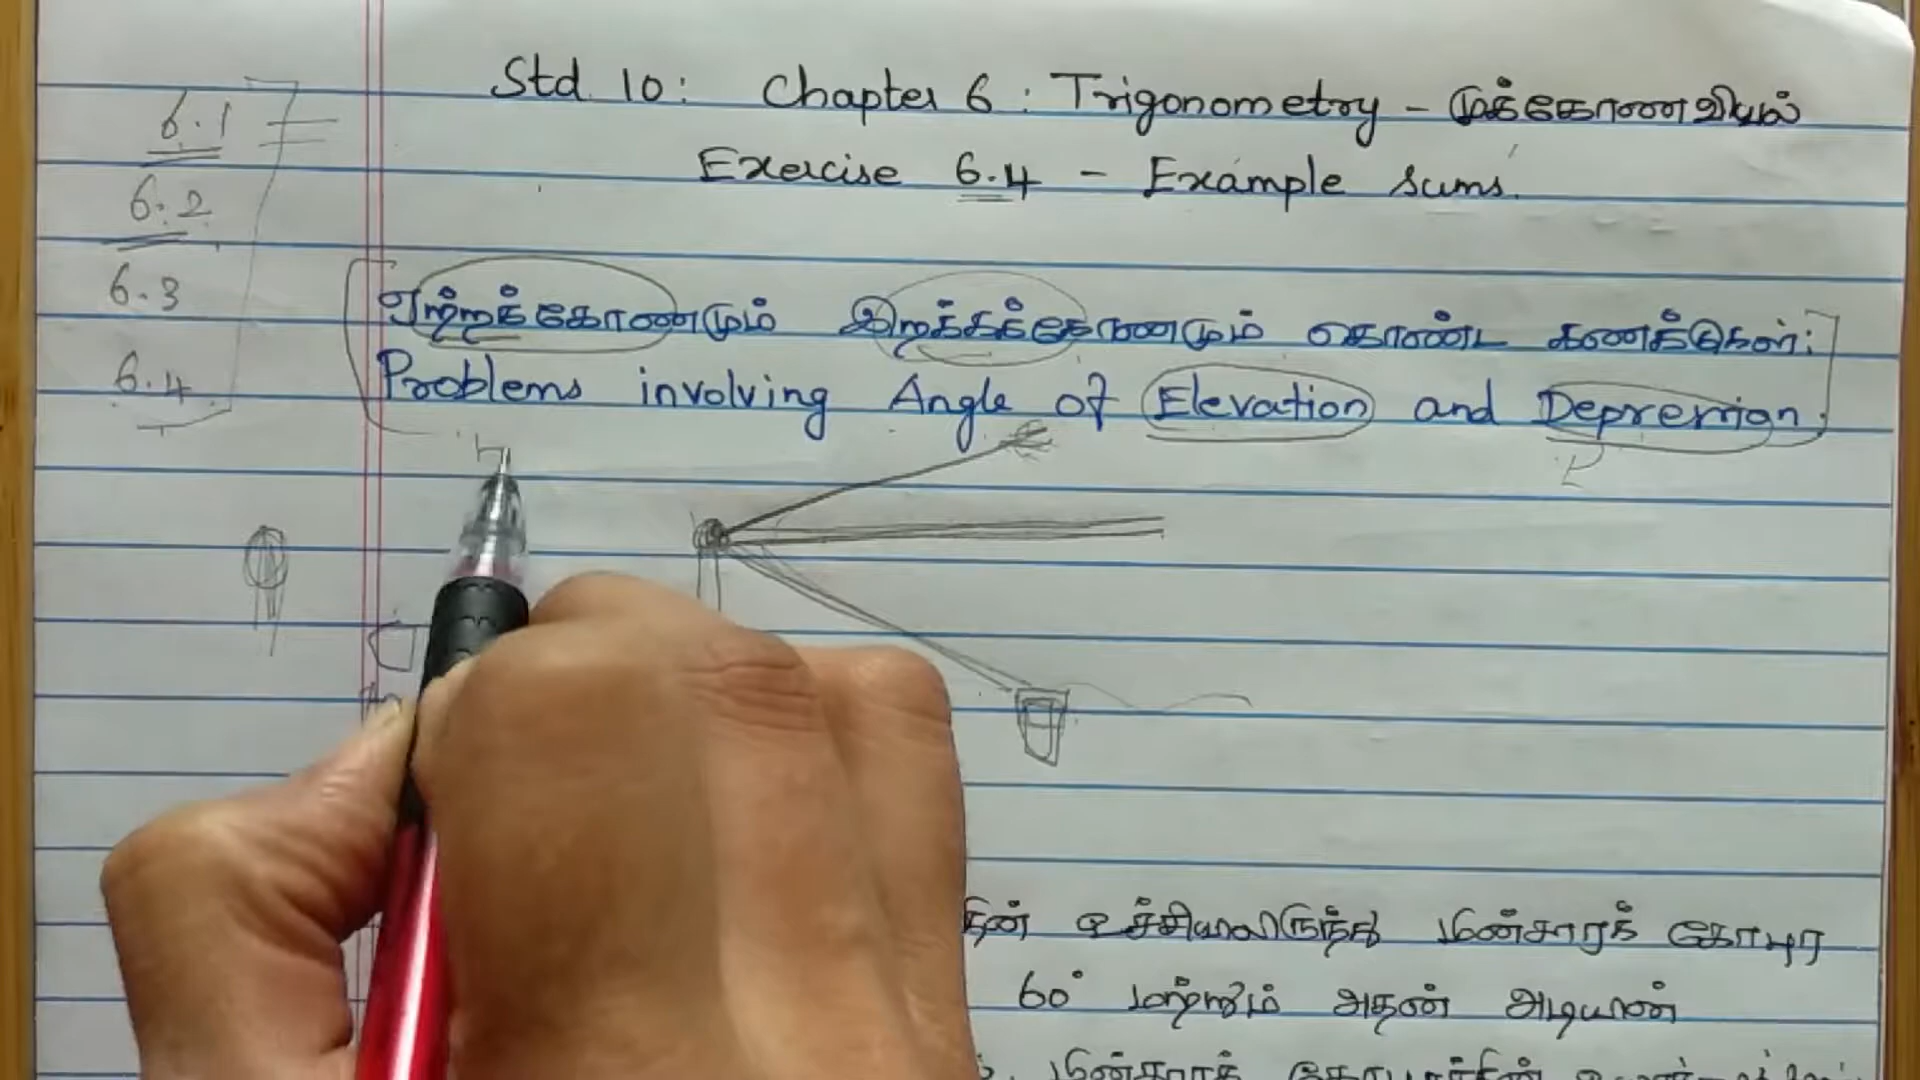 Std 10: Chapter 6: Trigonometry - முக்கோணவியல்
Exercise 6.4 - Example sums.
6.1
6.2
6.3
6.4
ஏற்றக்கோணமும் இறக்கக்கோணமும் கொண்ட கணக்குகள்:
Problems involving Angle of Elevation and Depression.
உச்சியிலிருந்து மின்சாரக் கோபுர
60° மற்றும் அதன் அடியின்
மின்சாரக்